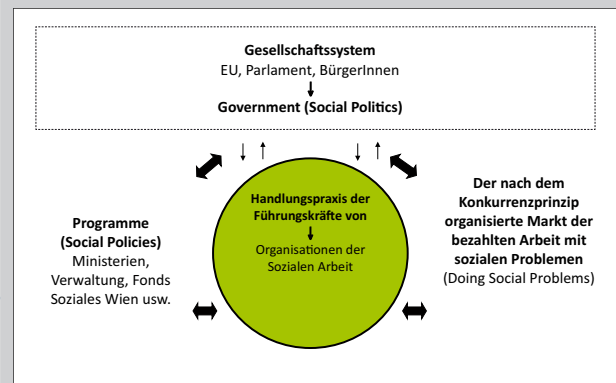 Gesellschaftssystem
EU, Parlament, BürgerInnen
Government (Social Politics)
Handlungspraxis der
Führungskräfte von
Organisationen der
Sozialen Arbeit
Programme
(Social Policies)
Ministerien,
Verwaltung, Fonds
Soziales Wien usw.
Der nach dem
Konkurrenzprinzip
organisierte Markt der
bezahlten Arbeit mit
sozialen Problemen
(Doing Social Problems)